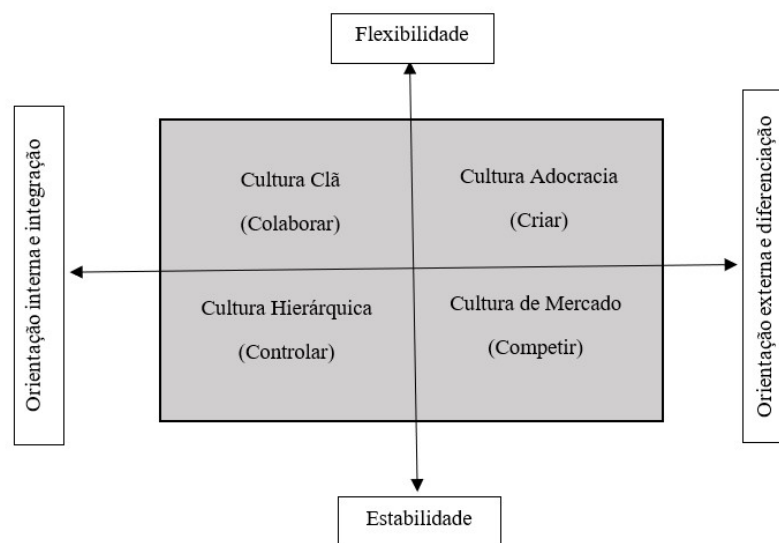 Flexibilidade
Orientação interna e integração
Cultura Clã
(Colaborar)
Cultura Adocracia
(Criar)
Cultura Hierárquica
(Controlar)
Cultura de Mercado
(Competir)
Orientação externa e diferenciação
Estabilidade